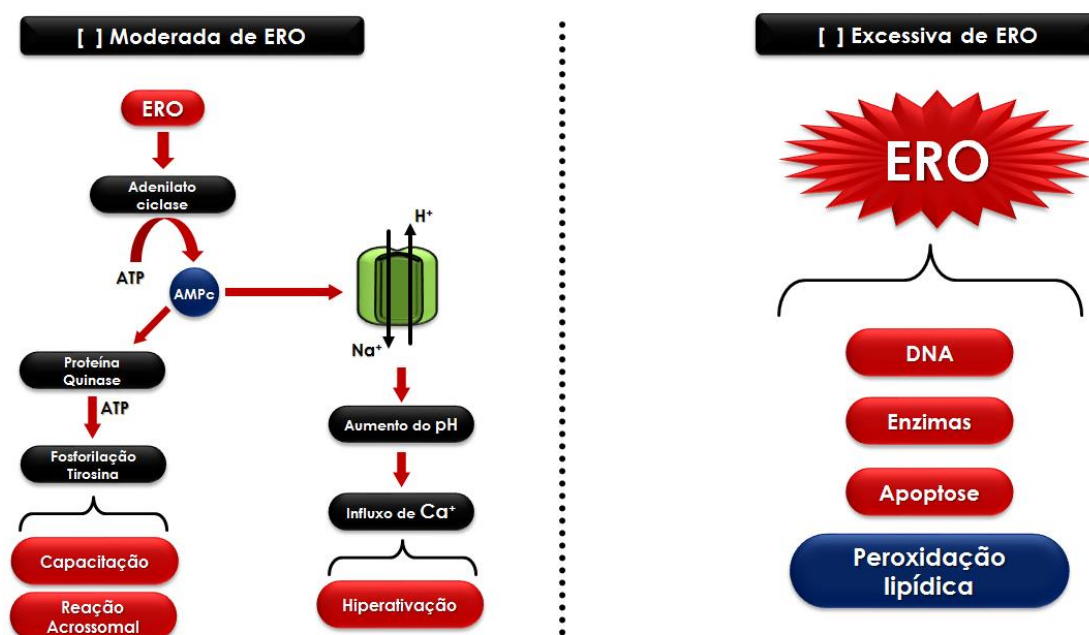 [ ] Moderada de ERO
ERO
Adenilato
ciclase
ATP
AMPc
Proteína
Quinase
ATP
Fosforilação
Tirosina
Capacitação
Reação
Acrossomal
H⁺
Na⁺
Aumento do pH
Influxo de Ca⁺
Hiperativação
[ ] Excessiva de ERO
ERO
DNA
Enzimas
Apoptose
Peroxidação
lipídica